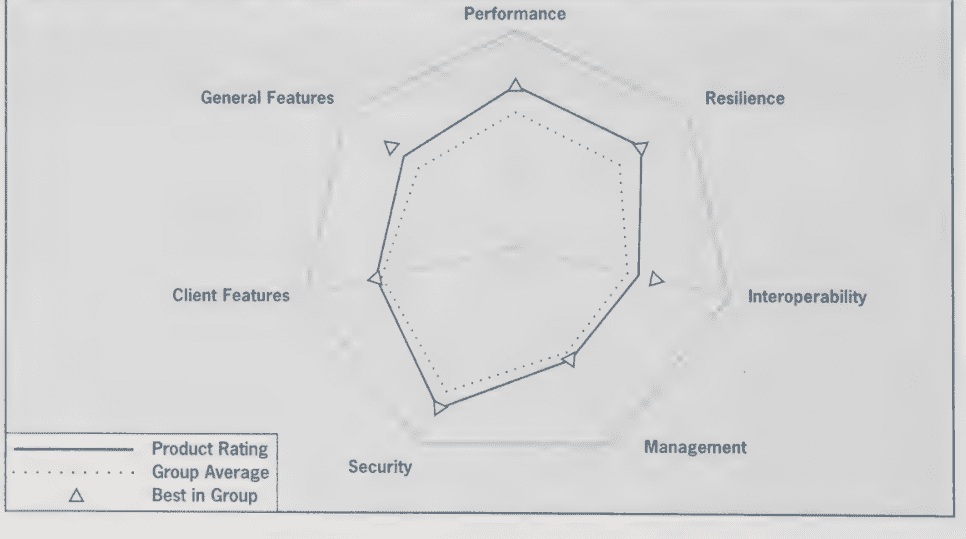 Performance
General Features
Resilience
Client Features
Interoperability
Management
Security
Product Rating
Group Average
Best in Group